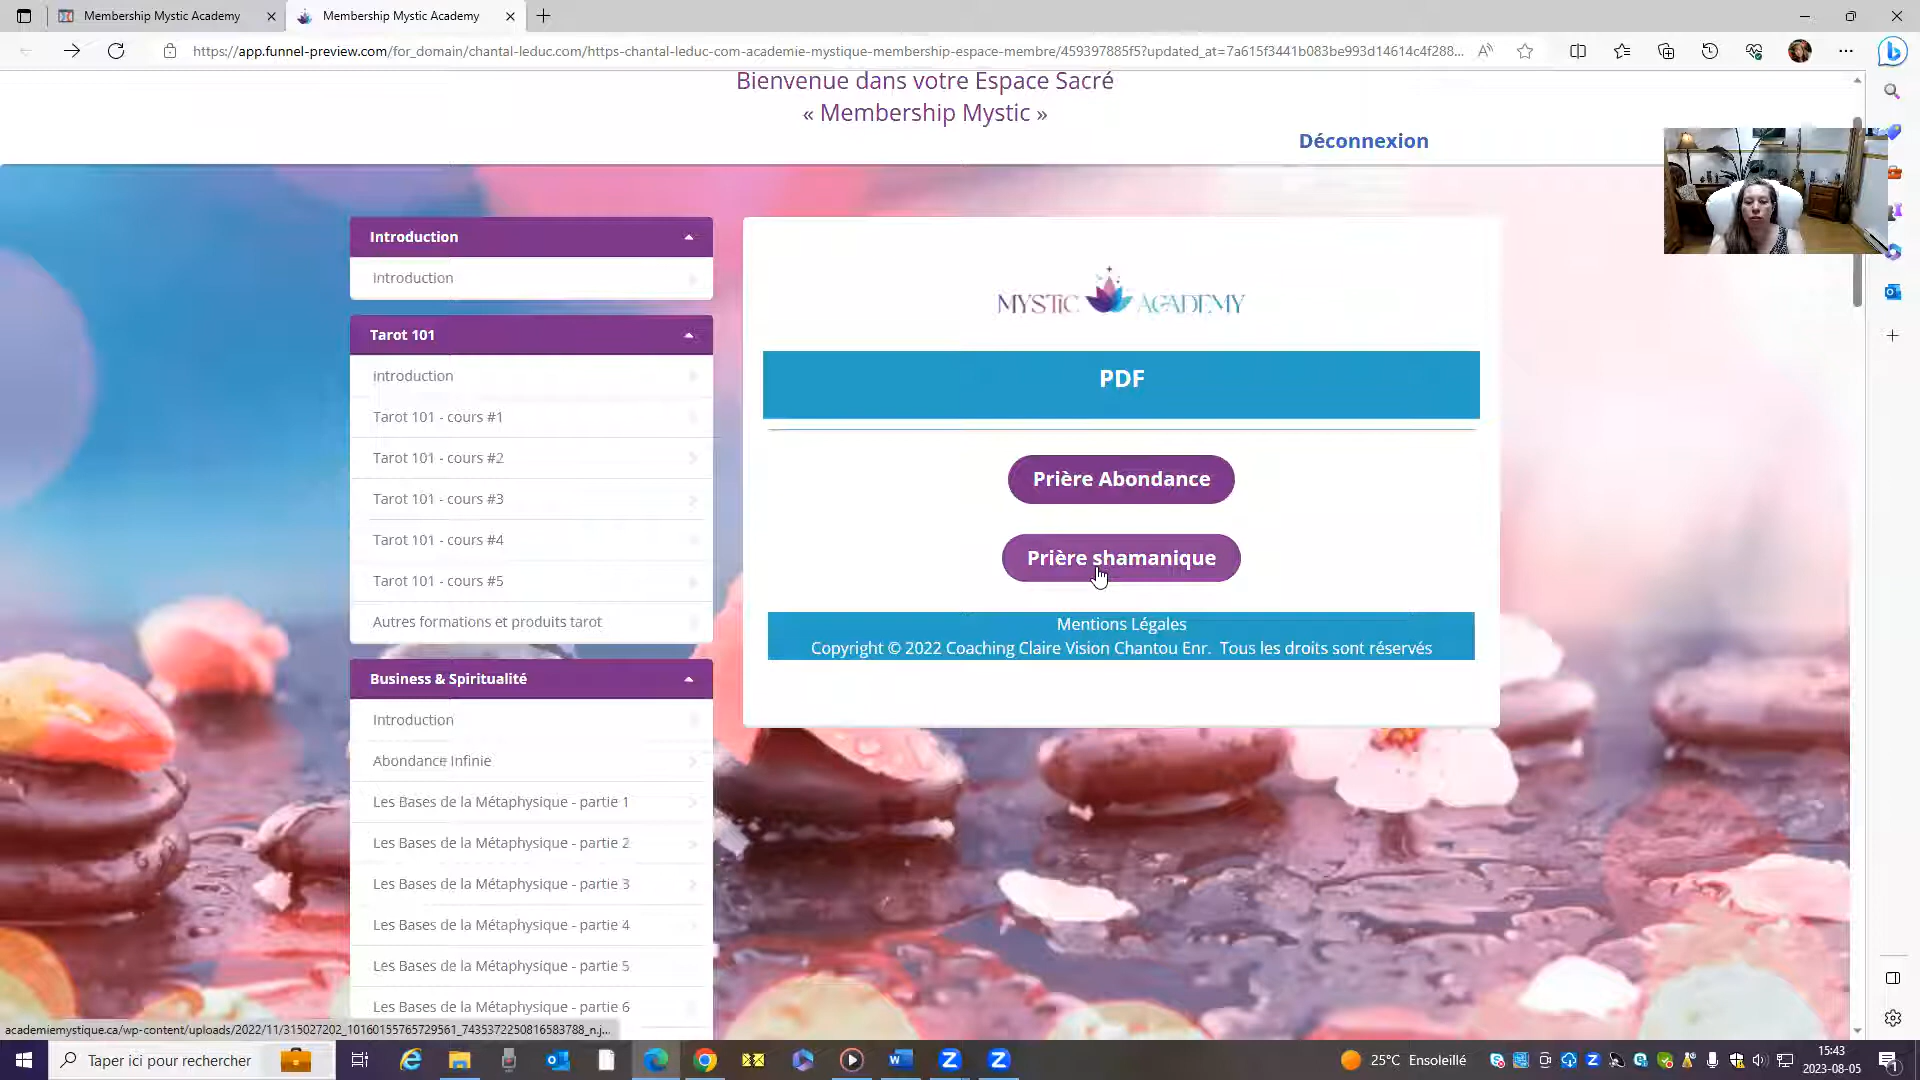 Membership Mystic Academy
Membership Mystic Academy
https://app.funnel-preview.com/for_domain/chantal-leduc.com/https-chantal-leduc-com-academie-mystique-membership-espace-membre/459397885f5?updated_at=7a615f3441b083be993d14614c4f288...
Bienvenue dans votre Espace Sacré
« Membership Mystic »
Déconnexion
Introduction
Introduction
Tarot 101
introduction
Tarot 101 - cours #1
Tarot 101 - cours #2
Tarot 101 - cours #3
Tarot 101 - cours #4
Tarot 101 - cours #5
Autres formations et produits tarot
Business & Spiritualité
Introduction
Abondance Infinie
Les Bases de la Métaphysique - partie 1
Les Bases de la Métaphysique - partie 2
Les Bases de la Métaphysique - partie 3
Les Bases de la Métaphysique - partie 4
Les Bases de la Métaphysique - partie 5
Les Bases de la Métaphysique - partie 6
MYSTIC ACADEMY
PDF
Prière Abondance
Prière shamanique
Mentions Légales
Copyright © 2022 Coaching Claire Vision Chantou Enr. Tous les droits sont réservés
academiemystique.ca/wp-content/uploads/2022/11/315027202_10160155765729561_7435372250816583788_n.j...
Taper ici pour rechercher
25°C Ensoleillé
15:43
2023-08-05